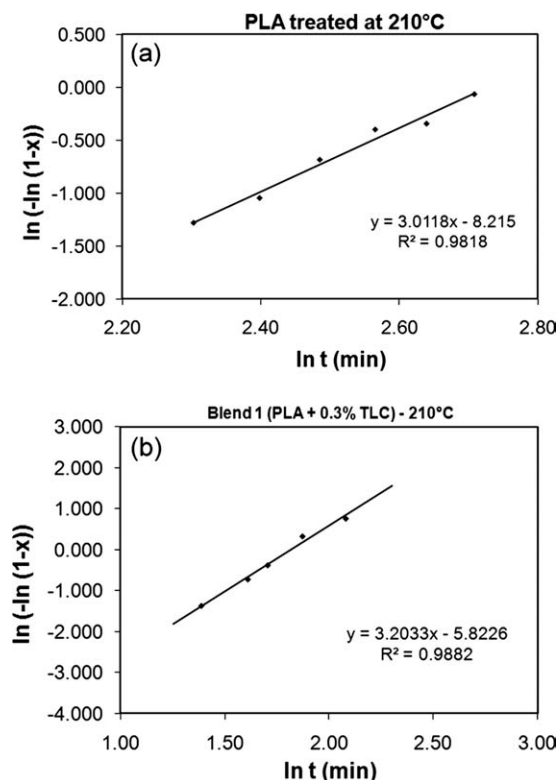 PLA treated at 210°C
(a)
0.500
0.000
-0.500
-1.000
-1.500
-2.000
ln (-ln (1-x))
y = 3.0118x - 8.215
R² = 0.9818
2.20 2.40 2.60 2.80
ln t (min)
Blend 1 (PLA + 0.3% TLC) - 210°C
(b)
3.000
2.000
1.000
0.000
-1.000
-2.000
-3.000
-4.000
ln (-ln (1-x))
y = 3.2033x - 5.8226
R² = 0.9882
1.00 1.50 2.00 2.50 3.00
ln t (min)